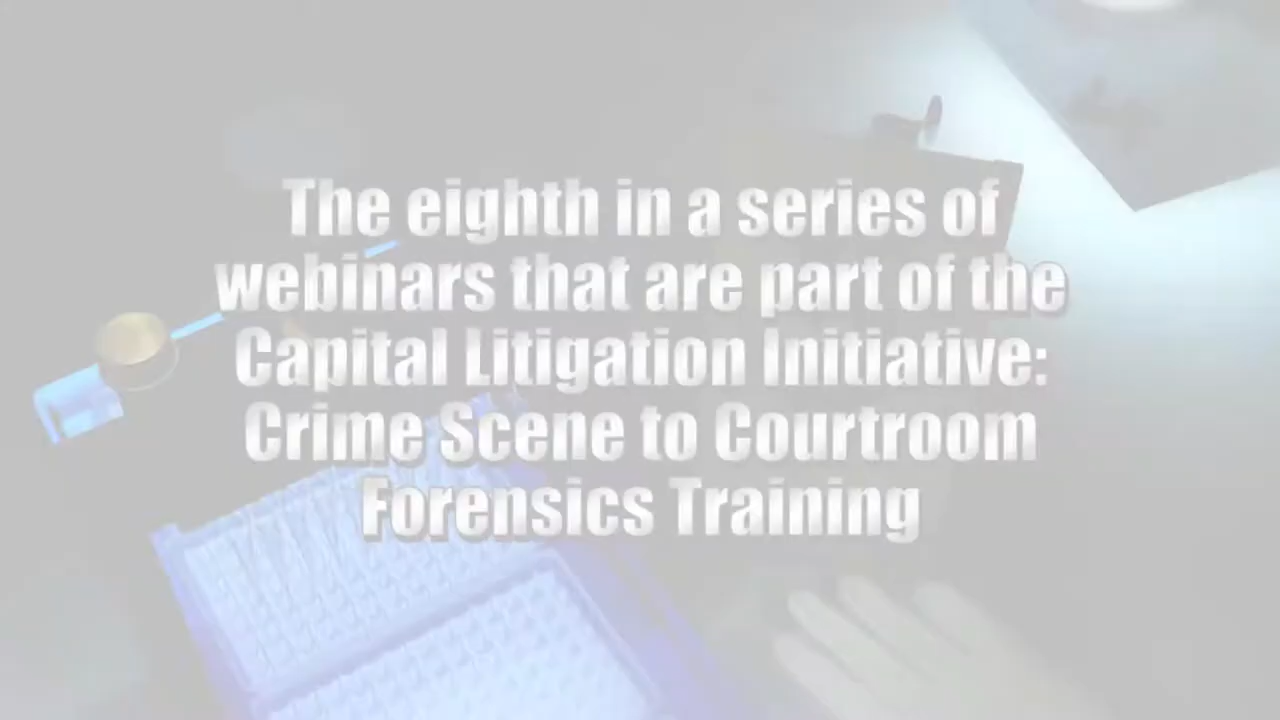 The eighth in a series of
webinars that are part of the
Capital Litigation Initiative:
Crime Scene to Courtroom
Forensics Training